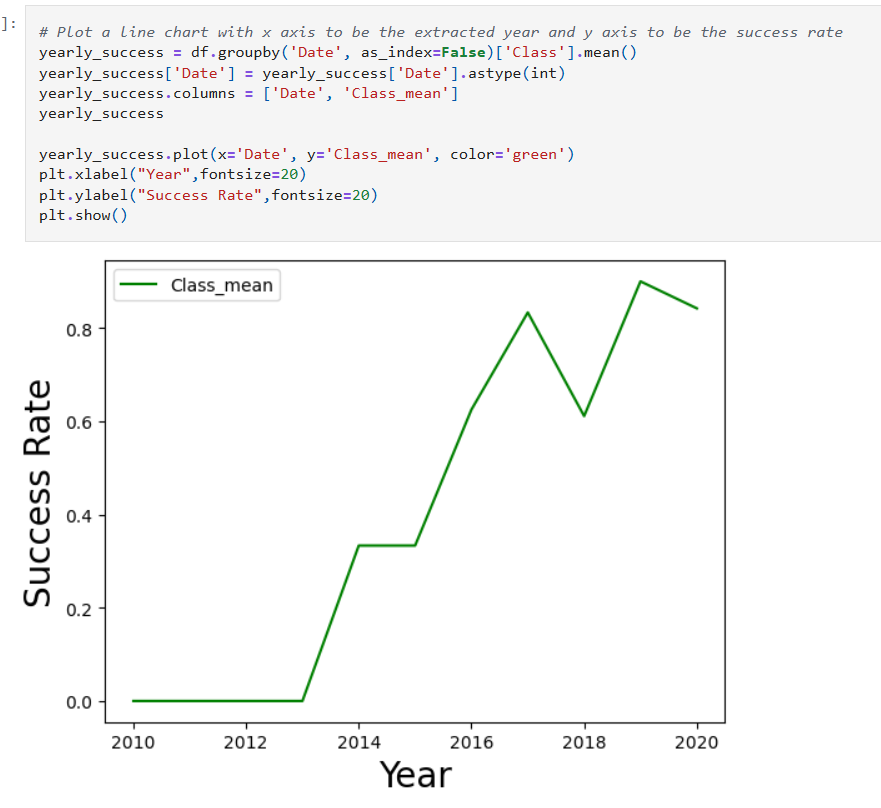 ]:
# Plot a line chart with x axis to be the extracted year and y axis to be the success rate
yearly_success = df.groupby('Date', as_index=False)['Class'].mean()
yearly_success['Date'] = yearly_success['Date'].astype(int)
yearly_success.columns = ['Date', 'Class_mean']
yearly_success
yearly_success.plot(x='Date', y='Class_mean', color='green')
plt.xlabel("Year",fontsize=20)
plt.ylabel("Success Rate",fontsize=20)
plt.show()
Class_mean
Success Rate
0.8
0.6
0.4
0.2
0.0
2010 2012 2014 2016 2018 2020
Year